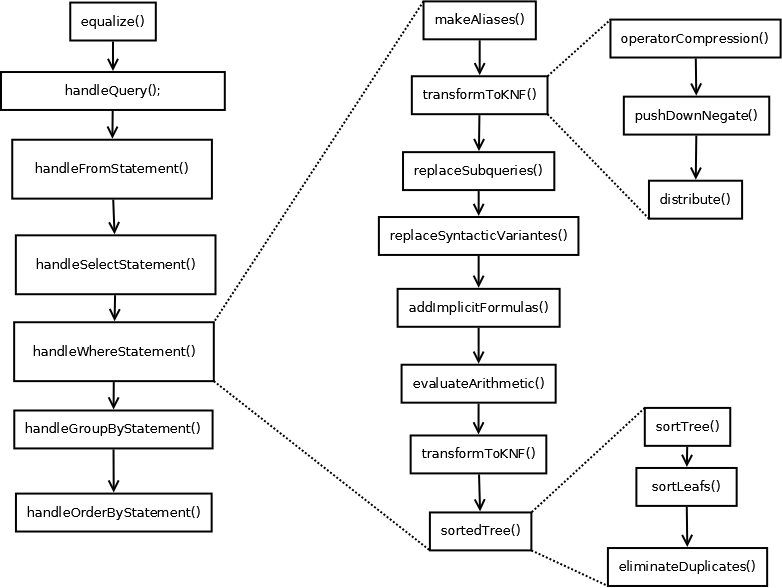 equalize()
handleQuery();
handleFromStatement()
handleSelectStatement()
handleWhereStatement()
handleGroupByStatement()
handleOrderByStatement()
makeAliases()
transformToKNF()
replaceSubqueries()
replaceSyntacticVariantes()
addImplicitFormulas()
evaluateArithmetic()
transformToKNF()
sortedTree()
operatorCompression()
pushDownNegate()
distribute()
sortTree()
sortLeafs()
eliminateDuplicates()